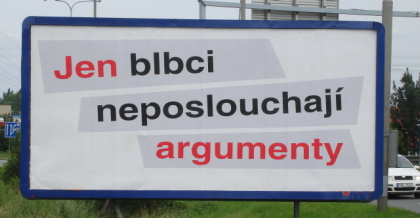 Jen blbci
neposlouchají
argumenty